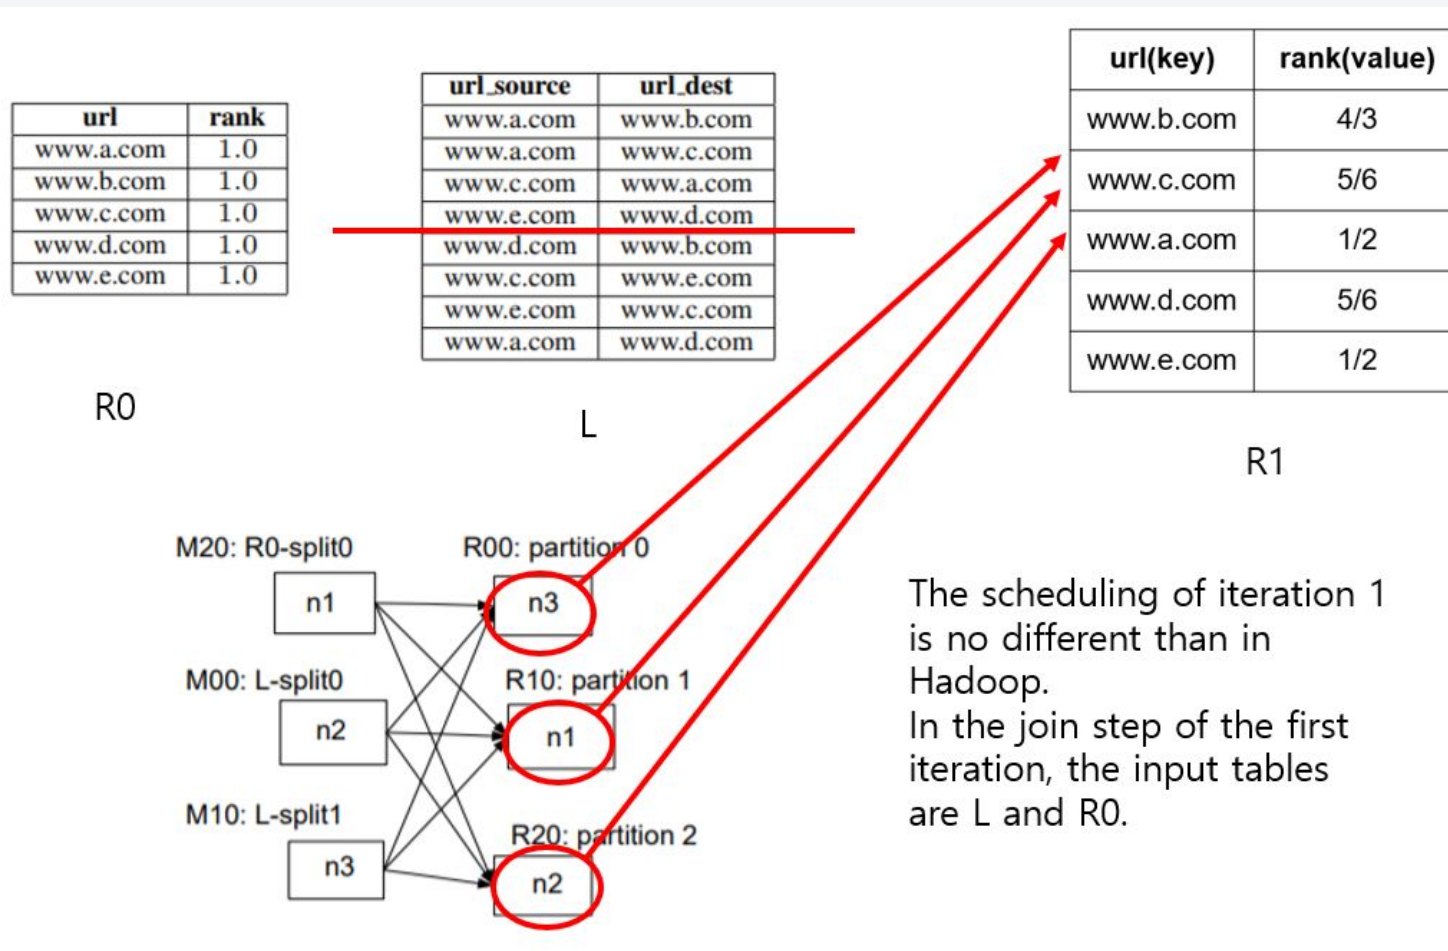 url rank
www.a.com 1.0
www.b.com 1.0
www.c.com 1.0
www.d.com 1.0
www.e.com 1.0
R0
url_source url_dest
www.a.com www.b.com
www.a.com www.c.com
www.c.com www.a.com
www.e.com www.d.com
www.d.com www.b.com
www.c.com www.e.com
www.e.com www.c.com
www.a.com www.d.com
L
url(key) rank(value)
www.b.com 4/3
www.c.com 5/6
www.a.com 1/2
www.d.com 5/6
www.e.com 1/2
R1
M20: R0-split0
n1
M00: L-split0
n2
M10: L-split1
n3
R00: partition 0
n3
R10: partition 1
n1
R20: partition 2
n2
The scheduling of iteration 1
is no different than in
Hadoop.
In the join step of the first
iteration, the input tables
are L and R0.